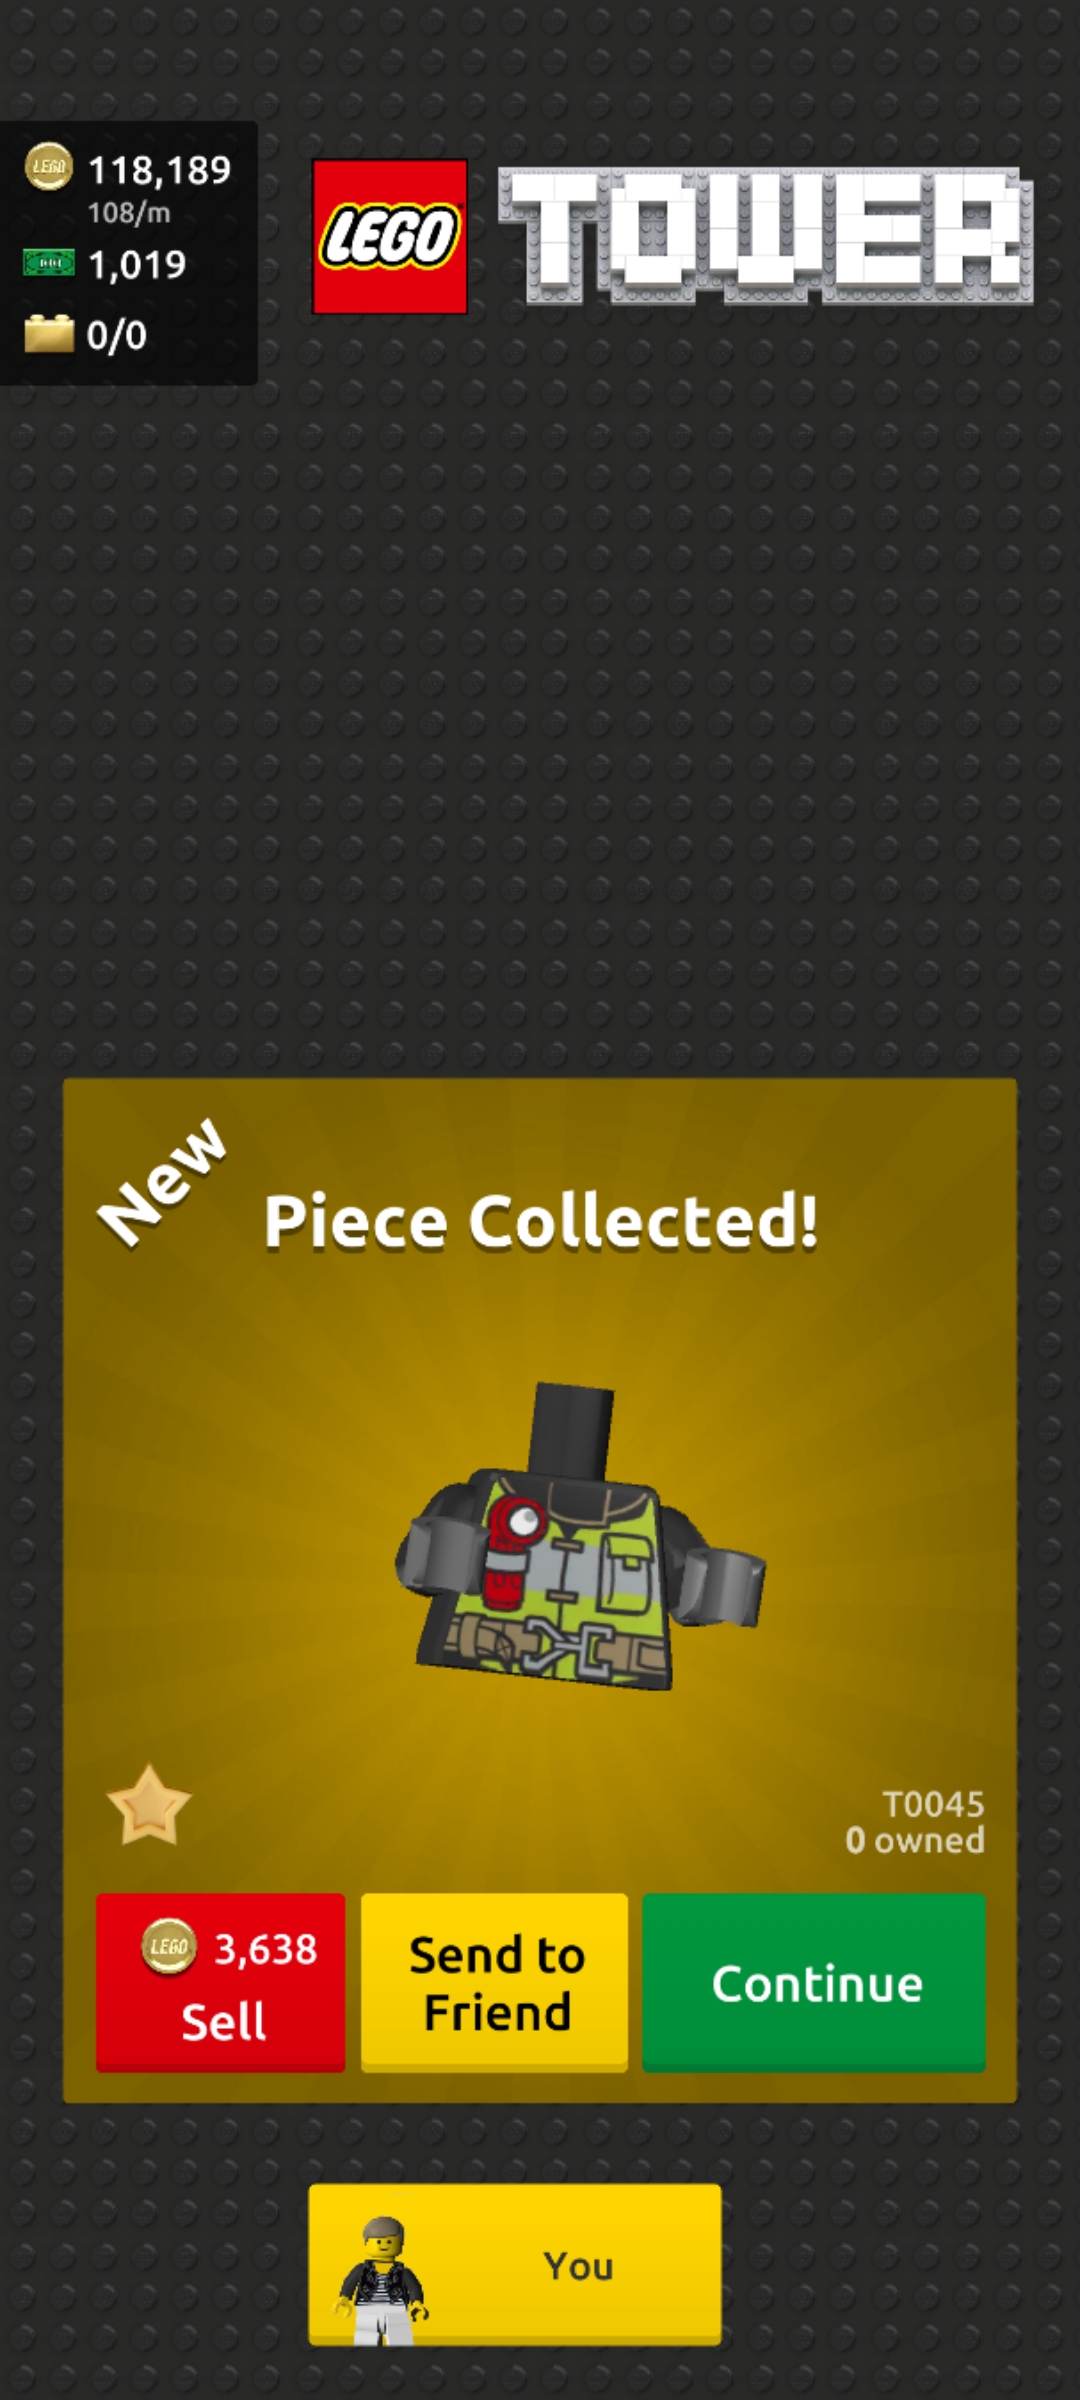 LEGO 118,189
108/m
1,019
0/0
LEGO TOWER
New
Piece Collected!
T0045
0 owned
LEGO 3,638
Sell
Send to
Friend
Continue
You